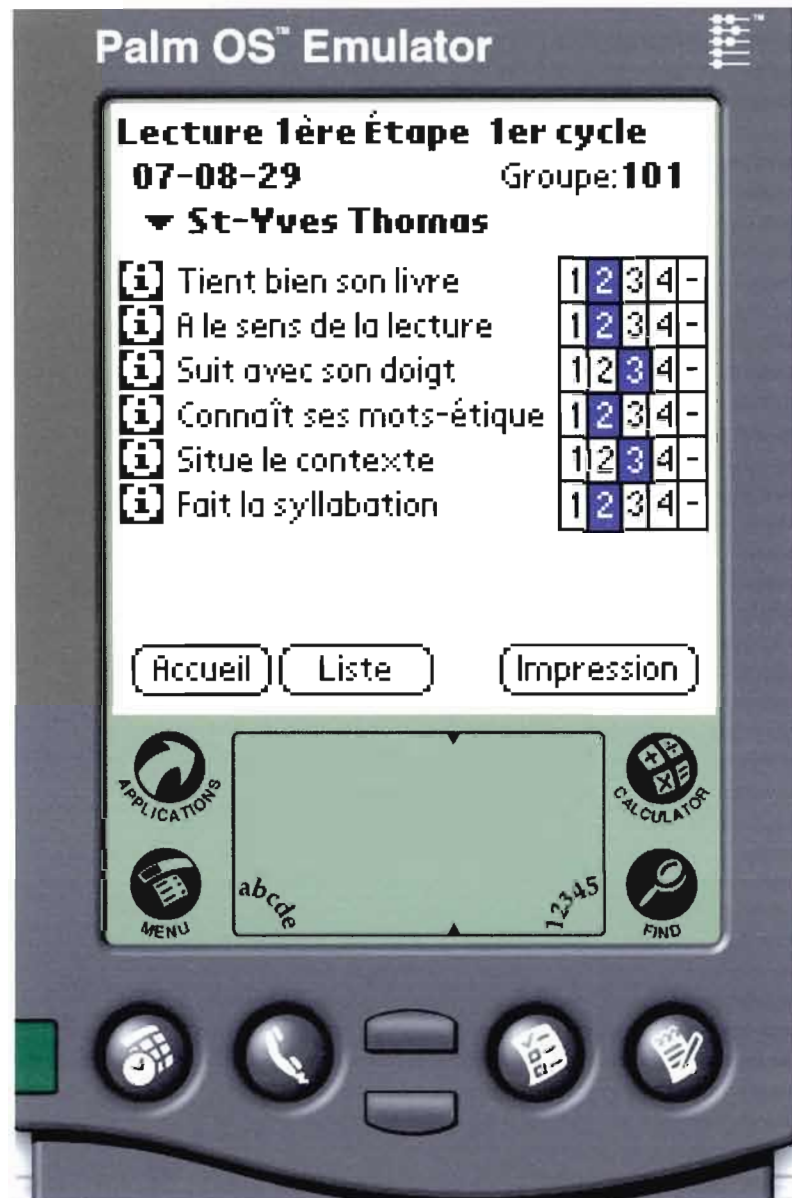 Palm OS™ Emulator ™
Lecture 1ère Étape 1er cycle
07-08-29 Groupe:101
St-Yves Thomas
i Tient bien son livre 1 2 3 4 -
i A le sens de la lecture 1 2 3 4 -
i Suit avec son doigt 1 2 3 4 -
i Connaît ses mots-étique 1 2 3 4 -
i Situe le contexte 1 2 3 4 -
i Fait la syllabation 1 2 3 4 -
Accueil Liste Impression
APPLICATIONS CALCULATOR
abcde 12345
MENU FIND